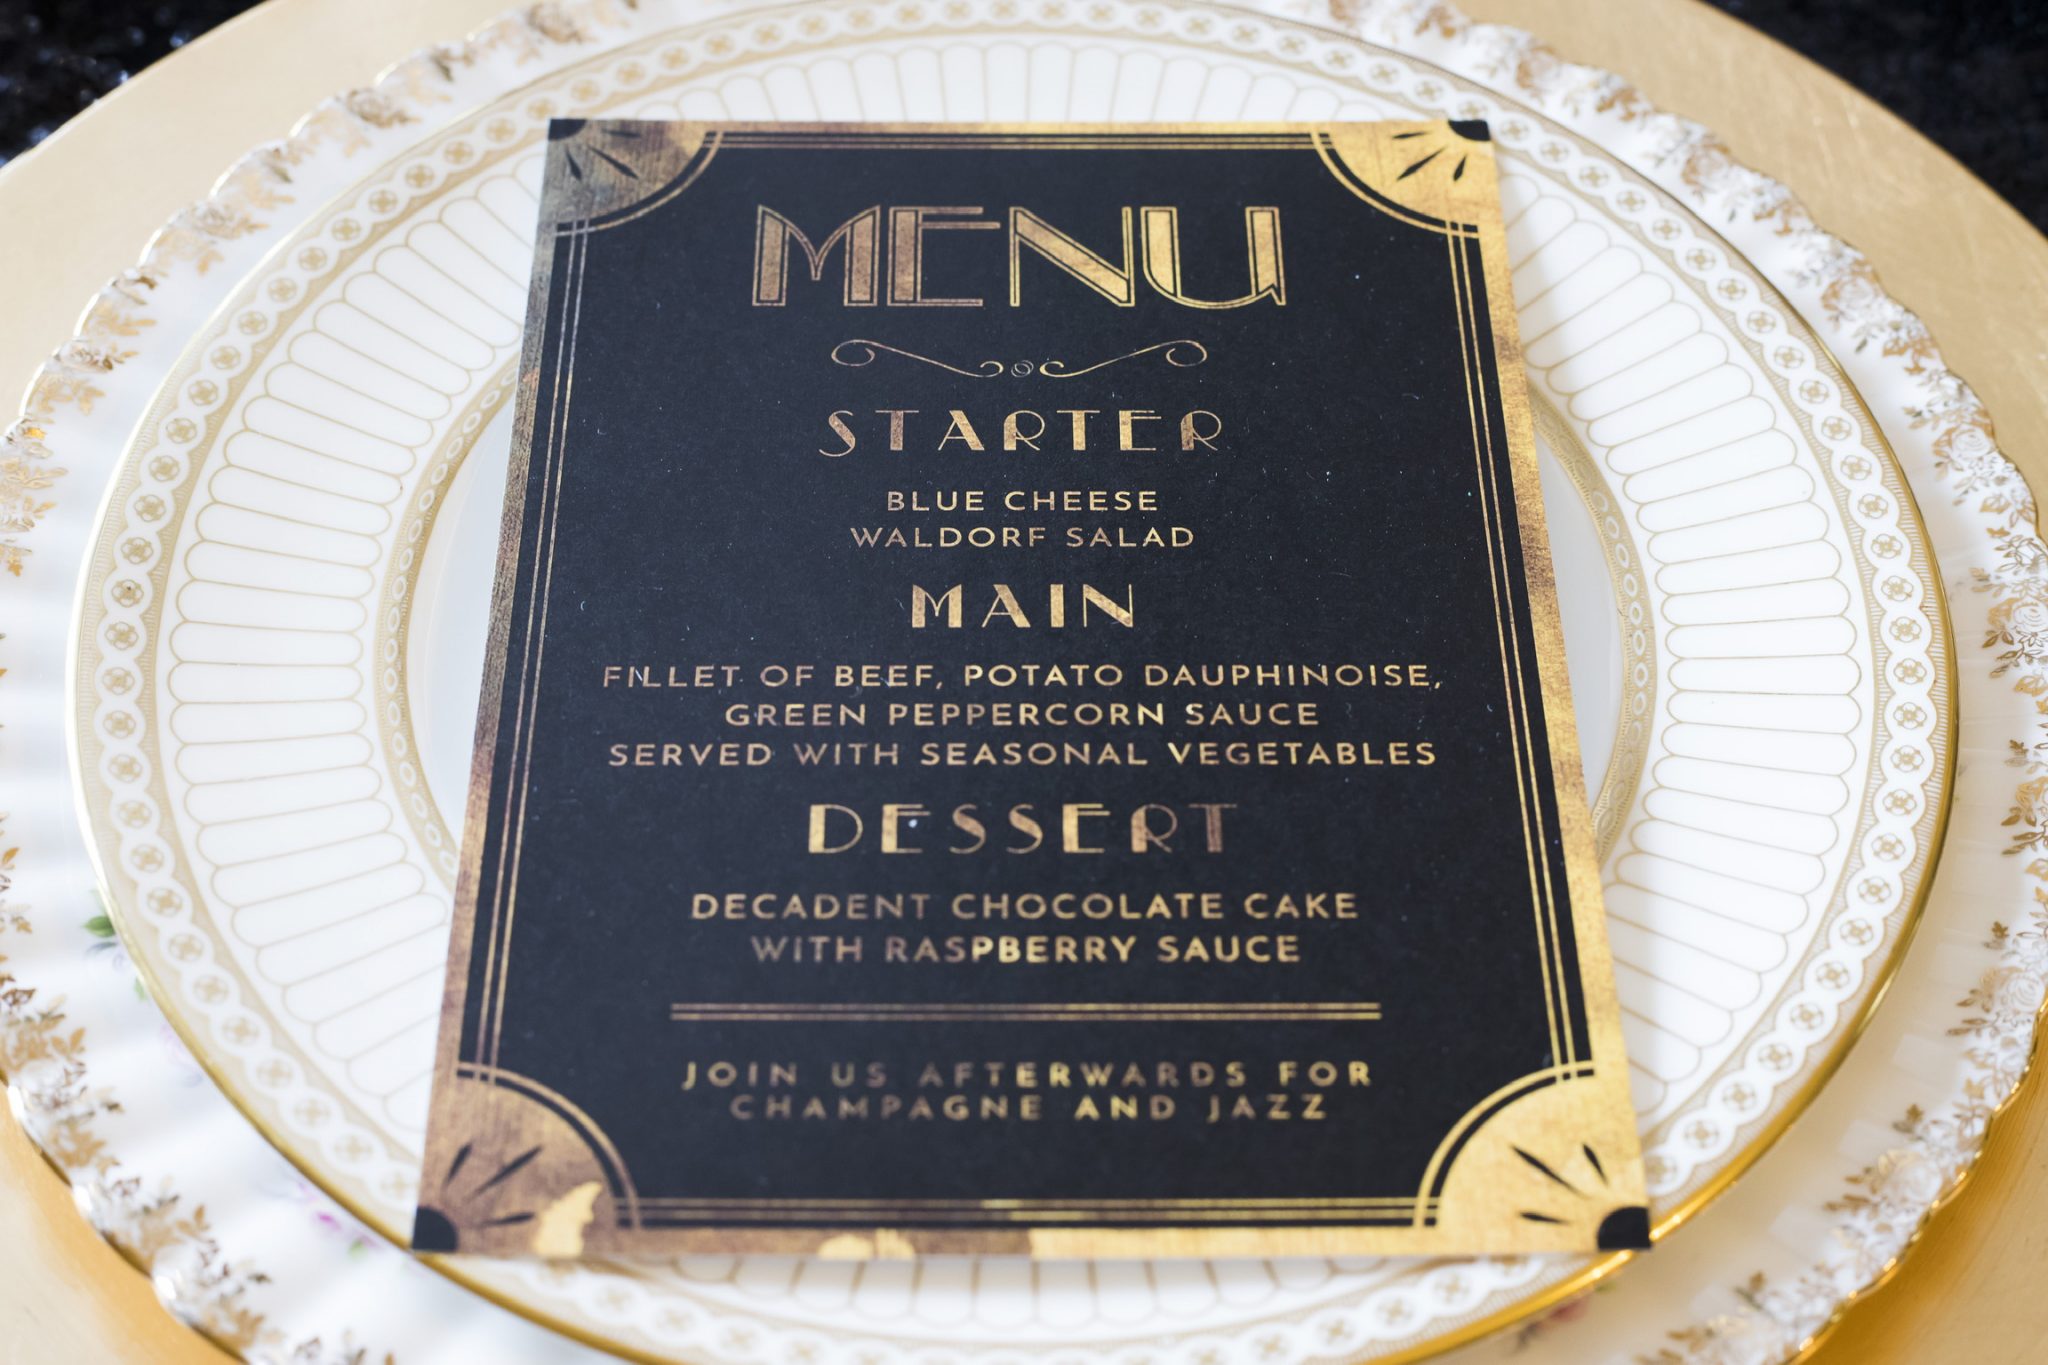 MENU
STARTER
BLUE CHEESE
WALDORF SALAD
MAIN
FILLET OF BEEF, POTATO DAUPHINOISE,
GREEN PEPPERCORN SAUCE
SERVED WITH SEASONAL VEGETABLES
DESSERT
DECADENT CHOCOLATE CAKE
WITH RASPBERRY SAUCE
JOIN US AFTERWARDS FOR
CHAMPAGNE AND JAZZ